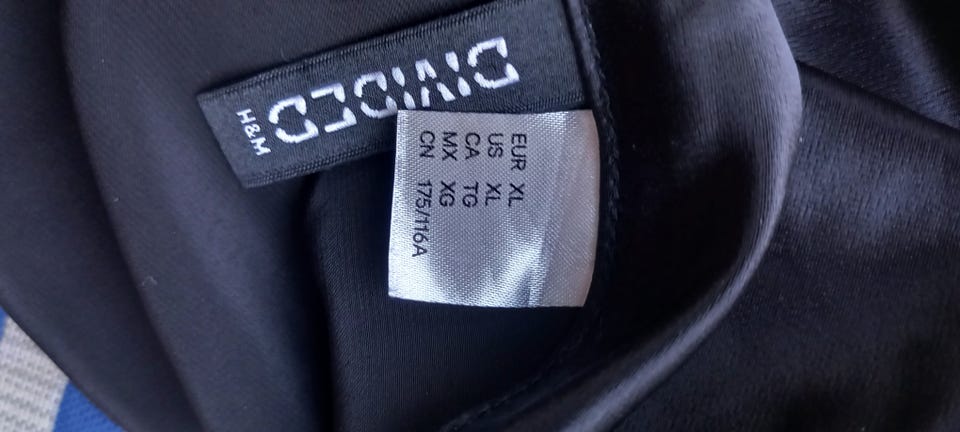 DIVIDED
H&M
EUR XL
US XL
CA TG
MX XG
CN 175/116A